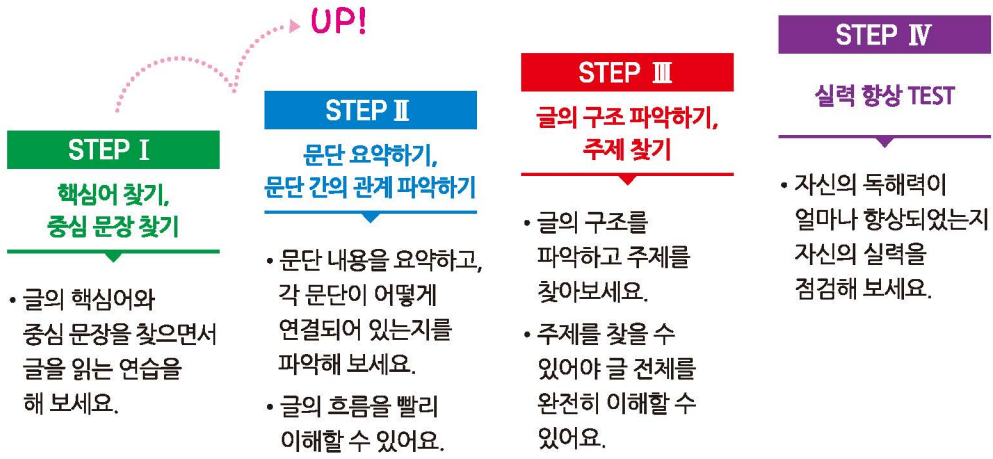 UP!
STEP Ⅰ
핵심어 찾기,
중심 문장 찾기
• 글의 핵심어와
중심 문장을 찾으면서
글을 읽는 연습을
해 보세요.
STEP Ⅱ
문단 요약하기,
문단 간의 관계 파악하기
• 문단 내용을 요약하고,
각 문단이 어떻게
연결되어 있는지를
파악해 보세요.
• 글의 흐름을 빨리
이해할 수 있어요.
STEP Ⅲ
글의 구조 파악하기,
주제 찾기
• 글의 구조를
파악하고 주제를
찾아보세요.
• 주제를 찾을 수
있어야 글 전체를
완전히 이해할 수
있어요.
STEP Ⅳ
실력 향상 TEST
• 자신의 독해력이
얼마나 향상되었는지
자신의 실력을
점검해 보세요.